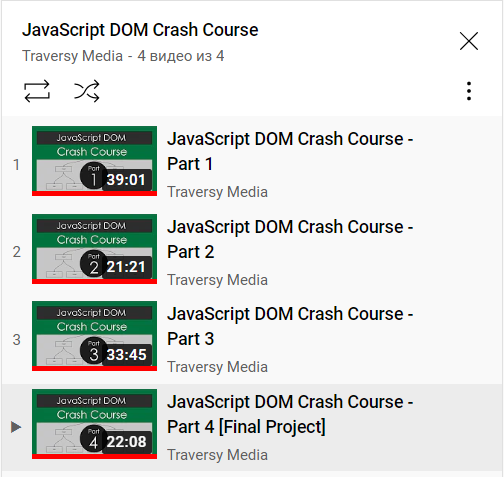 JavaScript DOM Crash Course
Traversy Media - 4 видео из 4
1
JavaScript DOM
Crash Course
Part
1
39:01
JavaScript DOM Crash Course -
Part 1
Traversy Media
2
JavaScript DOM
Crash Course
Part
2
21:21
JavaScript DOM Crash Course -
Part 2
Traversy Media
3
JavaScript DOM
Crash Course
Part
3
33:45
JavaScript DOM Crash Course -
Part 3
Traversy Media
JavaScript DOM
Crash Course
Part
4
22:08
JavaScript DOM Crash Course -
Part 4 [Final Project]
Traversy Media